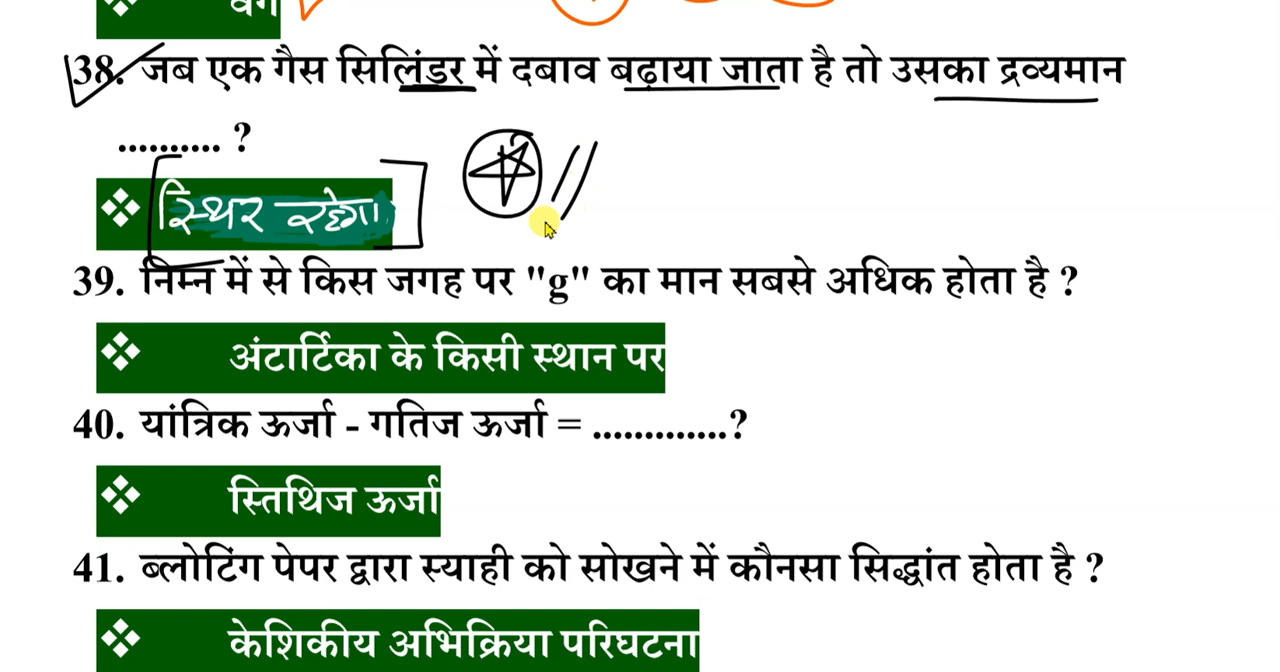 वेग
38. जब एक गैस सिलिंडर में दबाव बढ़ाया जाता है तो उसका द्रव्यमान
.......... ?
❖ स्थिर रहेगा
39. निम्न में से किस जगह पर "g" का मान सबसे अधिक होता है ?
❖ अंटार्टिका के किसी स्थान पर
40. यांत्रिक ऊर्जा - गतिज ऊर्जा = .............?
❖ स्तिथिज ऊर्जा
41. ब्लोटिंग पेपर द्वारा स्याही को सोखने में कौनसा सिद्धांत होता है ?
❖ केशिकीय अभिक्रिया परिघटना